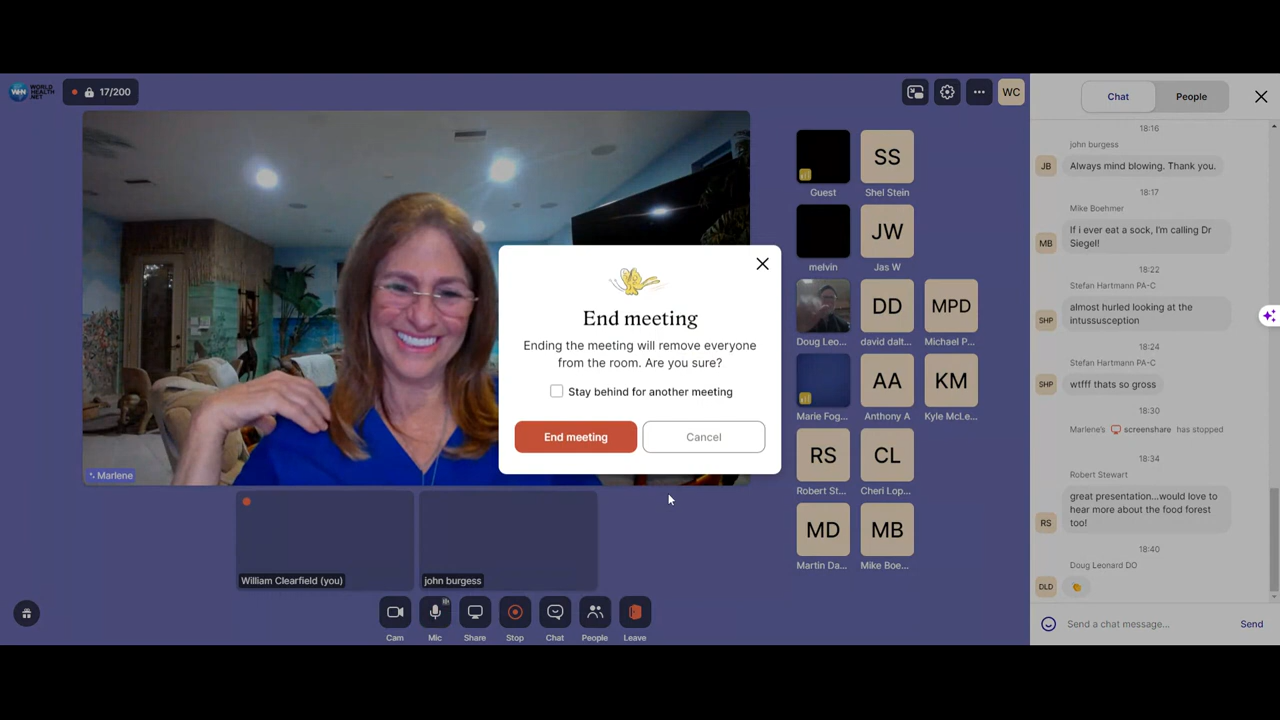 WORLD
HEALTH
NET
17/200
WC
Chat
People
Marlene
Guest
SS
Shel Stein
melvin
JW
Jas W
Doug Leo...
DD
david dalt...
MPD
Michael P...
Marie Fog...
AA
Anthony A
KM
Kyle McLe...
RS
Robert St...
CL
Cheri Lop...
MD
Martin Da...
MB
Mike Boe...
End meeting
Ending the meeting will remove everyone
from the room. Are you sure?
Stay behind for another meeting
End meeting
Cancel
William Clearfield (you)
john burgess
Cam
Mic
Share
Stop
Chat
People
Leave
18:16
john burgess
JB
Always mind blowing. Thank you.
18:17
Mike Boehmer
If i ever eat a sock, I'm calling Dr
Siegel!
MB
18:22
Stefan Hartmann PA-C
almost hurled looking at the
intussusception
SHP
18:24
Stefan Hartmann PA-C
SHP
wtfff thats so gross
18:30
Marlene's screenshare has stopped
18:34
Robert Stewart
great presentation...would love to
hear more about the food forest
too!
RS
18:40
Doug Leonard DO
DLD
Send a chat message...
Send